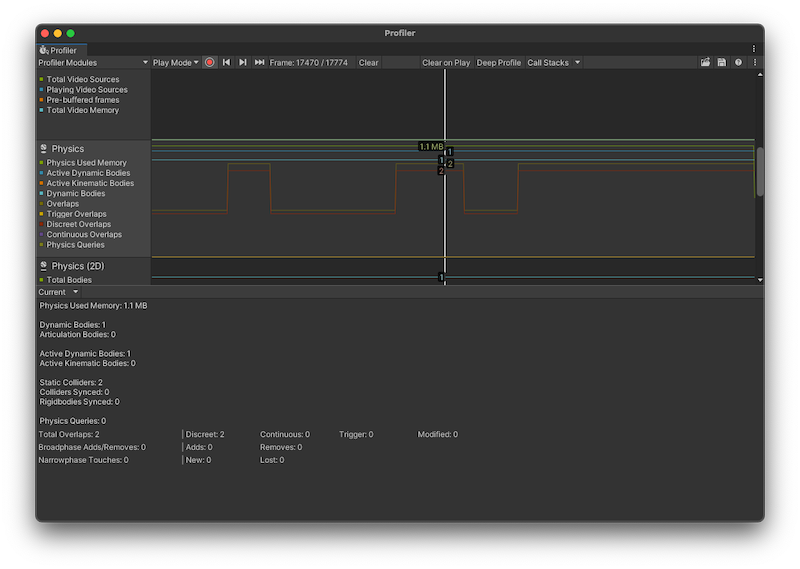 Profiler
Profiler
Profiler Modules Play Mode Frame: 17470 / 17774 Clear Clear on Play Deep Profile Call Stacks
Total Video Sources
Playing Video Sources
Pre-buffered frames
Total Video Memory
Physics
Physics Used Memory
Active Dynamic Bodies
Active Kinematic Bodies
Dynamic Bodies
Overlaps
Trigger Overlaps
Discreet Overlaps
Continuous Overlaps
Physics Queries
1.1 MB
1
1
2
2
Physics (2D)
Total Bodies
1
Current
Physics Used Memory: 1.1 MB
Dynamic Bodies: 1
Articulation Bodies: 0
Active Dynamic Bodies: 1
Active Kinematic Bodies: 0
Static Colliders: 2
Colliders Synced: 0
Rigidbodies Synced: 0
Physics Queries: 0
Total Overlaps: 2 | Discreet: 2 Continuous: 0 Trigger: 0 Modified: 0
Broadphase Adds/Removes: 0 | Adds: 0 Removes: 0
Narrowphase Touches: 0 | New: 0 Lost: 0